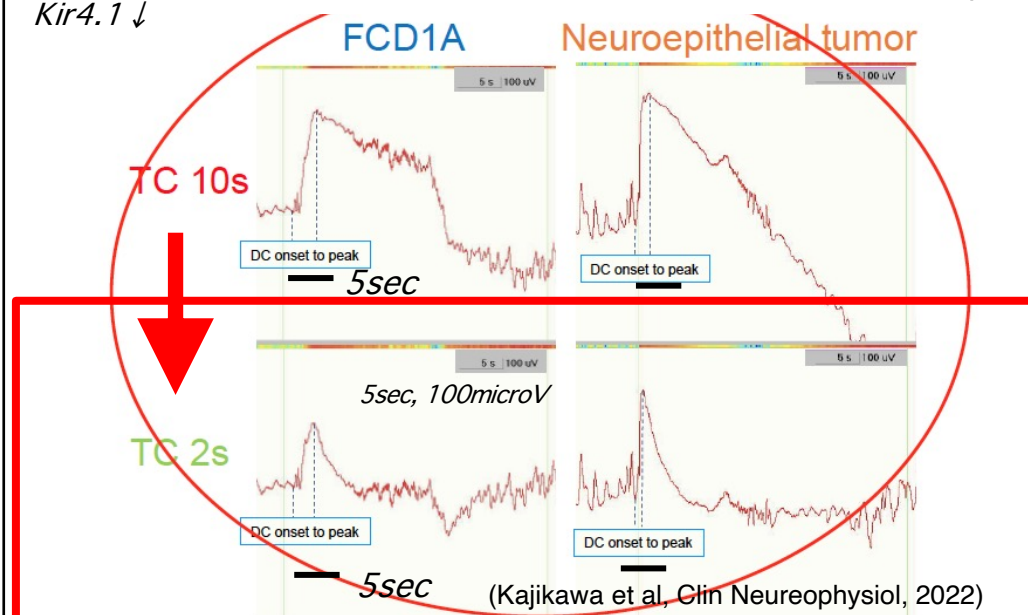 Kir4.1↓
FCD1A
Neuroepithelial tumor
5 s 100 uV
5 s 100 uV
TC 10s
DC onset to peak
DC onset to peak
5sec
5 s 100 uV
5 s 100 uV
5sec, 100microV
TC 2s
DC onset to peak
DC onset to peak
5sec
(Kajikawa et al, Clin Neureophysiol, 2022)